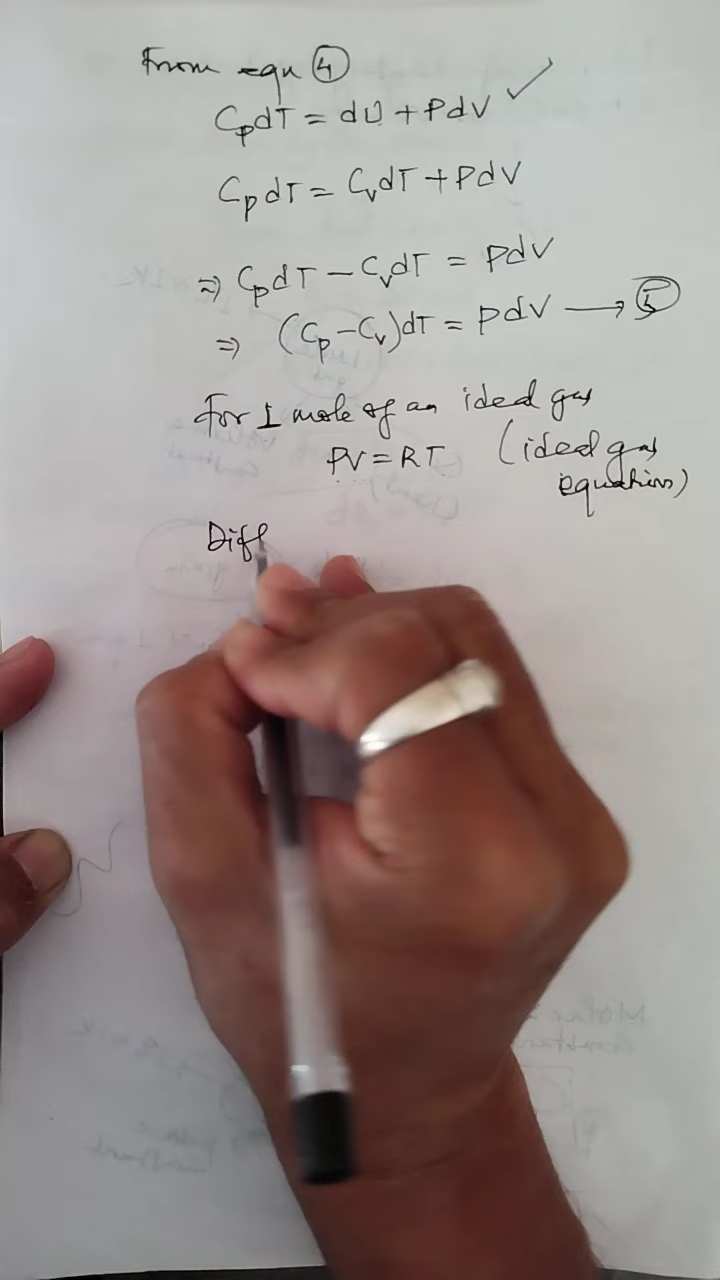 From equ ④
CpdT = dU + PdV ✓
CpdT = CvdT + PdV
⇒ CpdT − CvdT = PdV
⇒ (Cp − Cv)dT = PdV ⟶ ⑤
For 1 mole of an ideal gas
PV = RT (ideal gas
equation)
Diff